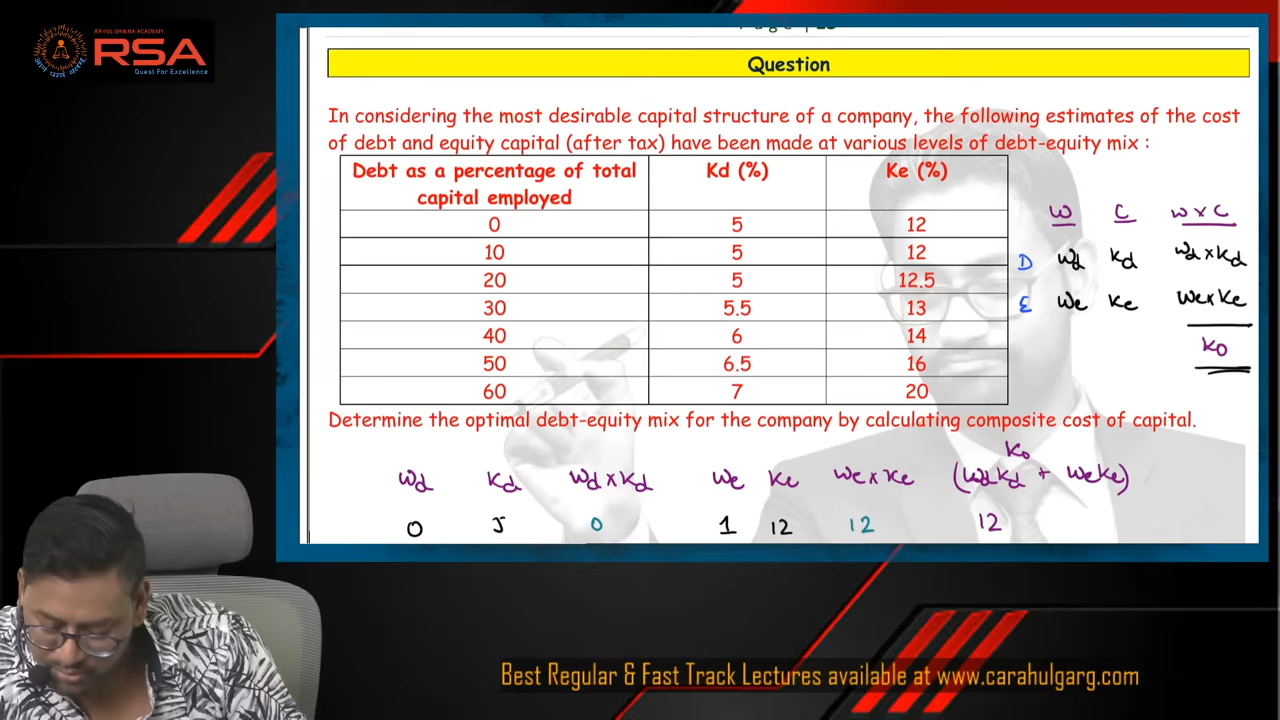 RAHUL SHIKHA ACADEMY
RSA
Quest For Excellence
Question
In considering the most desirable capital structure of a company, the following estimates of the cost
of debt and equity capital (after tax) have been made at various levels of debt-equity mix :
Debt as a percentage of total capital employed Kd (%) Ke (%)
0 5 12
10 5 12
20 5 12.5
30 5.5 13
40 6 14
50 6.5 16
60 7 20
W C W x C
D Wd Kd Wd x Kd
E We Ke We x Ke
Ko
Determine the optimal debt-equity mix for the company by calculating composite cost of capital.
Ko
Wd Kd Wd x Kd We Ke We x Ke (WdKd + WeKe)
0 5 0 1 12 12 12
Best Regular & Fast Track Lectures available at www.carahulgarg.com